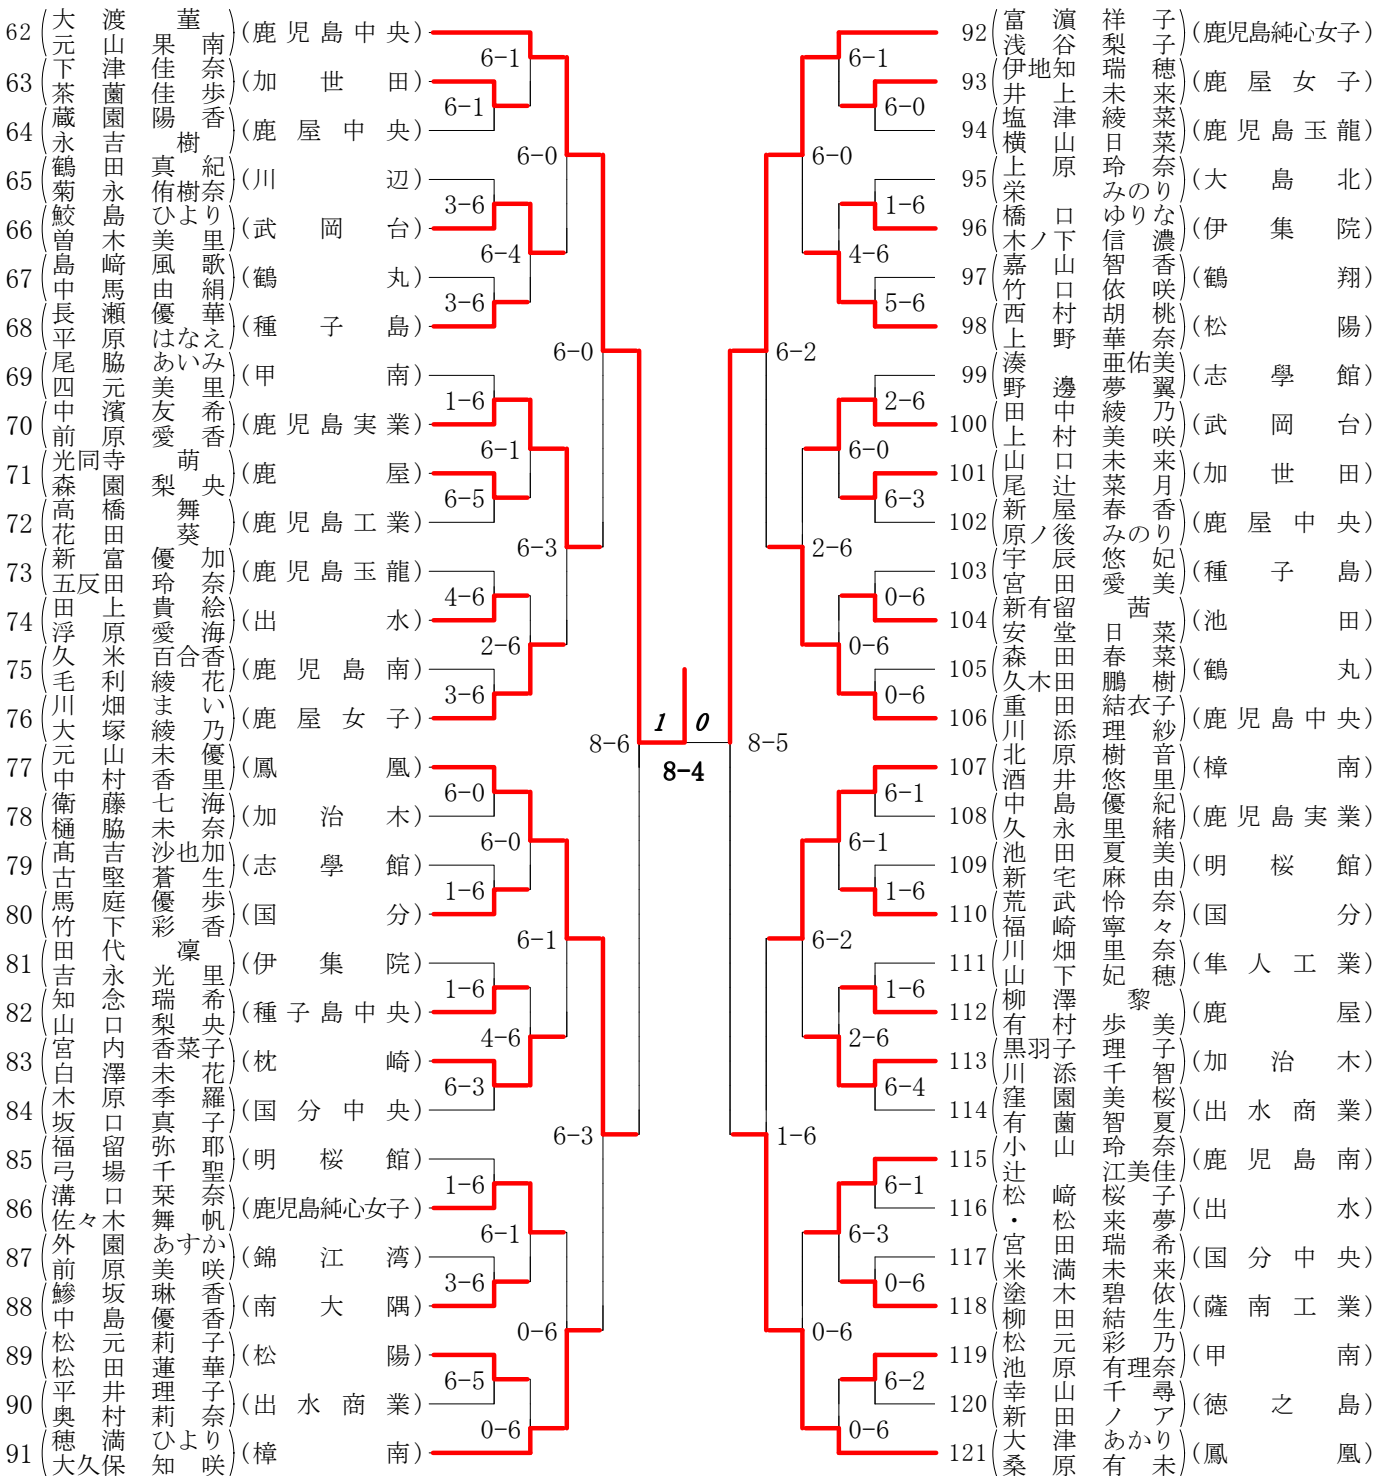 62 大渡 菫 元山果南 (鹿児島中央)
63 下津佳奈 茶薗佳歩 (加世田)
64 蔵園陽香 永吉 樹 (鹿屋中央)
65 鶴田真紀 菊永侑樹奈 (川辺)
66 鮫島ひより 曽木美里 (武岡台)
67 島﨑風歌 中馬由絹 (鶴丸)
68 長瀬優華 平原はなえ (種子島)
69 尾脇あいみ 四元美里 (甲南)
70 中濱友希 前原愛香 (鹿児島実業)
71 光同寺 萌 森園梨央 (鹿屋)
72 高橋 舞 花田 葵 (鹿児島工業)
73 新富優加 五反田玲奈 (鹿児島玉龍)
74 田上貴絵 浮原愛海 (出水)
75 久米百合香 毛利綾花 (鹿児島南)
76 川畑まい 大塚綾乃 (鹿屋女子)
77 元山未優 中村香里 (鳳凰)
78 衛藤七海 樋脇未奈 (加治木)
79 髙吉沙也加 古堅蒼生 (志學館)
80 馬庭優歩 竹下彩香 (国分)
81 田代 凜 吉永光里 (伊集院)
82 知念瑞希 山口梨央 (種子島中央)
83 宮内香菜子 白澤未花 (枕崎)
84 木原季羅 坂口真子 (国分中央)
85 福留弥耶 弓場千聖 (明桜館)
86 溝口栞奈 佐々木舞帆 (鹿児島純心女子)
87 外園あすか 前原美咲 (錦江湾)
88 鰺坂琳香 中島優香 (南大隅)
89 松元莉子 松田蓮華 (松陽)
90 平井理子 奥村莉奈 (出水商業)
91 穂満ひより 大久保知咲 (樟南)
6-1
6-1
6-0
3-6
6-4
3-6
6-0
1-6
6-1
6-5
6-3
4-6
2-6
3-6
8-6
6-0
6-0
1-6
6-1
1-6
4-6
6-3
6-3
1-6
6-1
3-6
0-6
6-5
0-6
1 0
8-4
92 富濵祥子 浅谷梨子 (鹿児島純心女子)
93 伊地知瑞穂 井上未来 (鹿屋女子)
94 塩津綾菜 横山日菜 (鹿児島玉龍)
95 上原玲奈 栄 みのり (大島北)
96 橋口ゆりな 木ノ下信濃 (伊集院)
97 嘉山智香 竹口依咲 (鶴翔)
98 西村胡桃 上野華奈 (松陽)
99 湊 亜佑美 野邊夢翼 (志學館)
100 田中綾乃 上村美咲 (武岡台)
101 山口未来 尾辻菜月 (加世田)
102 新屋春香 原ノ後みのり (鹿屋中央)
103 宇辰悠妃 宮田愛美 (種子島)
104 新有留 茜 安堂日菜 (池田)
105 森田春菜 久木田鵬樹 (鶴丸)
106 重田結衣子 川添理紗 (鹿児島中央)
107 北原樹音 酒井悠里 (樟南)
108 中島優紀 久永里緒 (鹿児島実業)
109 池田夏美 新宅麻由 (明桜館)
110 荒武怜奈 福崎寧々 (国分)
111 川畑里奈 山下妃穂 (隼人工業)
112 柳澤 黎 有村歩美 (鹿屋)
113 黒羽子理子 川添千智 (加治木)
114 窪園美桜 有薗智夏 (出水商業)
115 小山玲奈 辻 江美佳 (鹿児島南)
116 松﨑桜子 ・松来夢 (出水)
117 宮田瑞希 米満未来 (国分中央)
118 塗木碧依 柳田結生 (薩南工業)
119 松元彩乃 池原有理奈 (甲南)
120 幸山千尋 新田ノア (徳之島)
121 大津あかり 桑原有未 (鳳凰)
6-1
6-0
6-0
1-6
4-6
5-6
6-2
2-6
6-0
6-3
2-6
0-6
0-6
0-6
8-5
6-1
6-1
1-6
6-2
1-6
2-6
6-4
1-6
6-1
6-3
0-6
0-6
6-2
0-6